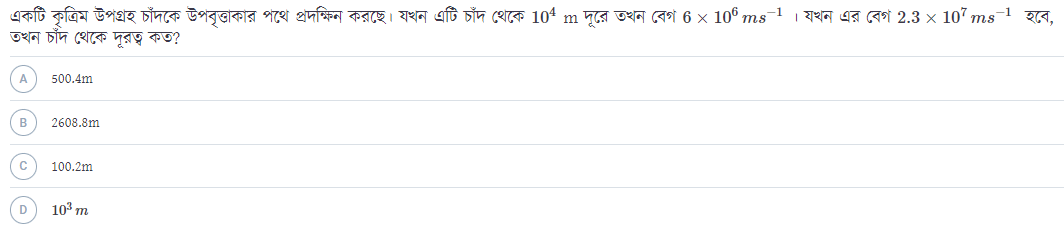 একটি কৃত্রিম উপগ্রহ চাঁদকে উপবৃত্তাকার পথে প্রদক্ষিন করছে। যখন এটি চাঁদ থেকে 10⁴ m দূরে তখন বেগ 6 × 10⁶ ms⁻¹ । যখন এর বেগ 2.3 × 10⁷ ms⁻¹ হবে,
তখন চাঁদ থেকে দূরত্ব কত?
A 500.4m
B 2608.8m
C 100.2m
D 10³ m